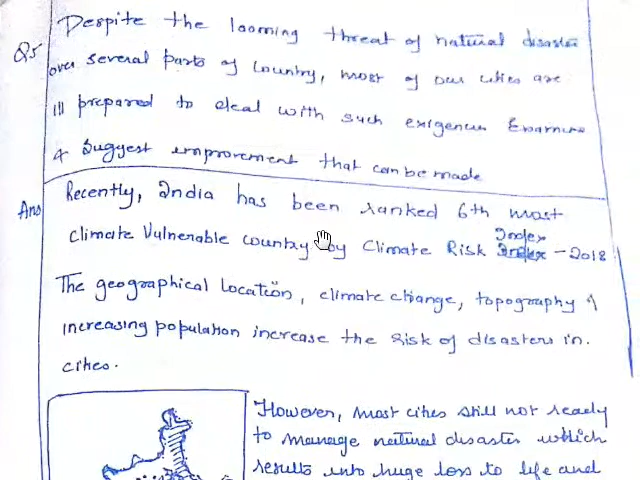 Q5 Despite the looming threat of natural disaster
over several parts of Country, most of our cities are
ill prepared to deal with such exigencies Examine
& Suggest improvement that can be made
Ans Recently, India has been ranked 6th most
climate Vulnerable country by Climate Risk Index - 2018
The geographical location, climate change, topography &
increasing population increase the risk of disasters in
cities.
However, most cities still not ready
to manage natural disaster which
results into huge loss to life and